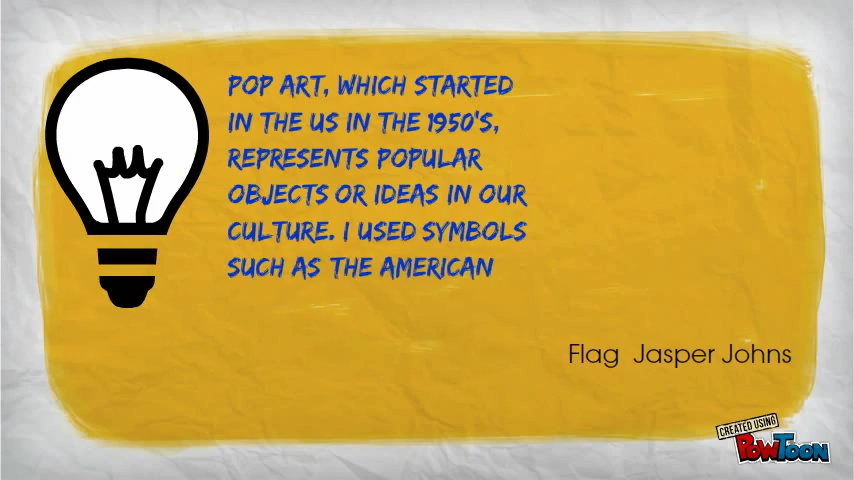 POP ART, WHICH STARTED
IN THE US IN THE 1950'S,
REPRESENTS POPULAR
OBJECTS OR IDEAS IN OUR
CULTURE. I USED SYMBOLS
SUCH AS THE AMERICAN
Flag Jasper Johns
CREATED USING
POWTOON